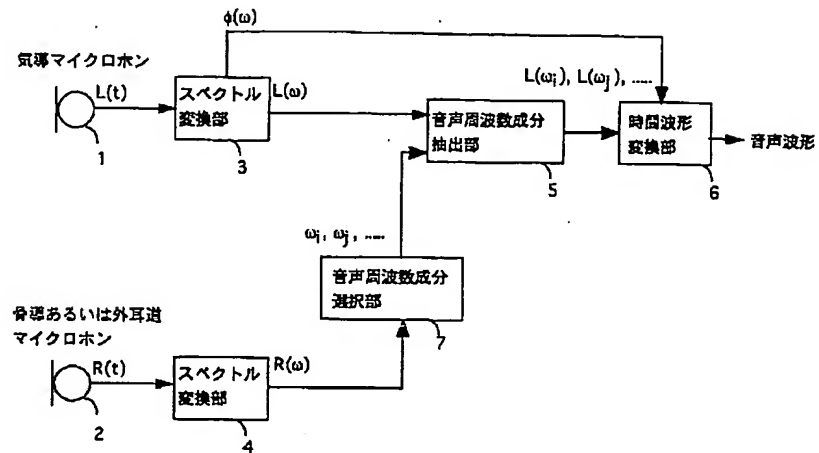 ϕ(ω)
気導マイクロホン
L(t)
スペクトル
変換部
L(ω)
L(ωi), L(ωj), .....
音声周波数成分
抽出部
時間波形
変換部
音声波形
1
3
5
6
ωi, ωj, .....
音声周波数成分
選択部
7
骨導あるいは外耳道
マイクロホン
R(t)
スペクトル
変換部
R(ω)
2
4